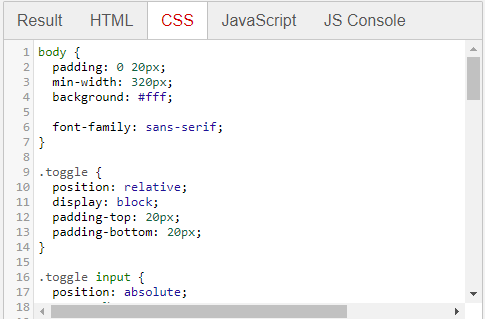 Result HTML CSS JavaScript JS Console
1 body {
2 padding: 0 20px;
3 min-width: 320px;
4 background: #fff;
5
6 font-family: sans-serif;
7 }
8
9 .toggle {
10 position: relative;
11 display: block;
12 padding-top: 20px;
13 padding-bottom: 20px;
14 }
15
16 .toggle input {
17 position: absolute;
18